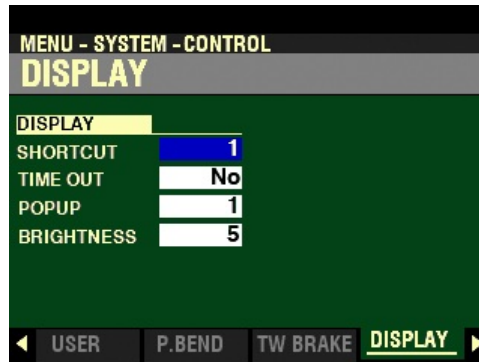 MENU - SYSTEM - CONTROL
DISPLAY
DISPLAY
SHORTCUT 1
TIME OUT No
POPUP 1
BRIGHTNESS 5
USER P.BEND TW BRAKE DISPLAY